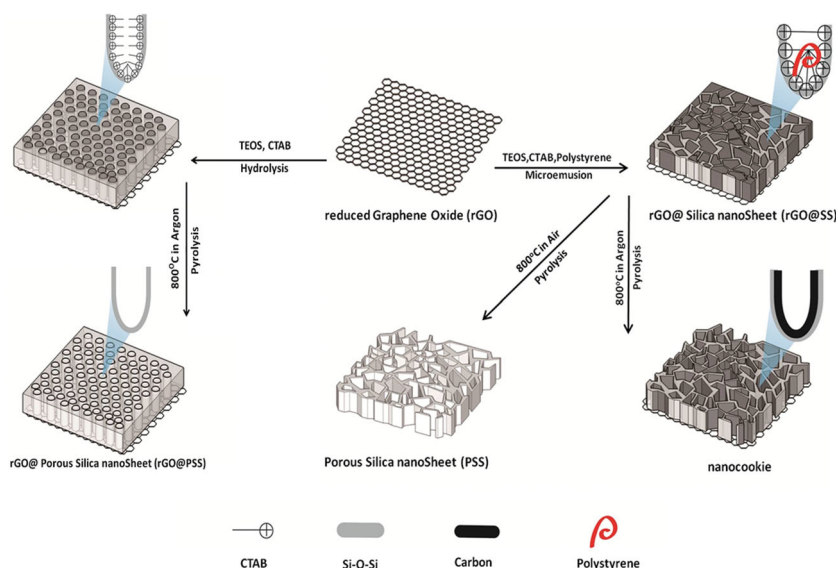 TEOS, CTAB
Hydrolysis
TEOS,CTAB,Polystyrene
Microemusion
reduced Graphene Oxide (rGO)
rGO@ Silica nanoSheet (rGO@SS)
800°C in Argon
Pyrolysis
800°C in Air
Pyrolysis
800°C in Argon
Pyrolysis
rGO@ Porous Silica nanoSheet (rGO@PSS)
Porous Silica nanoSheet (PSS)
nanocookie
CTAB
Si-O-Si
Carbon
Polystyrene